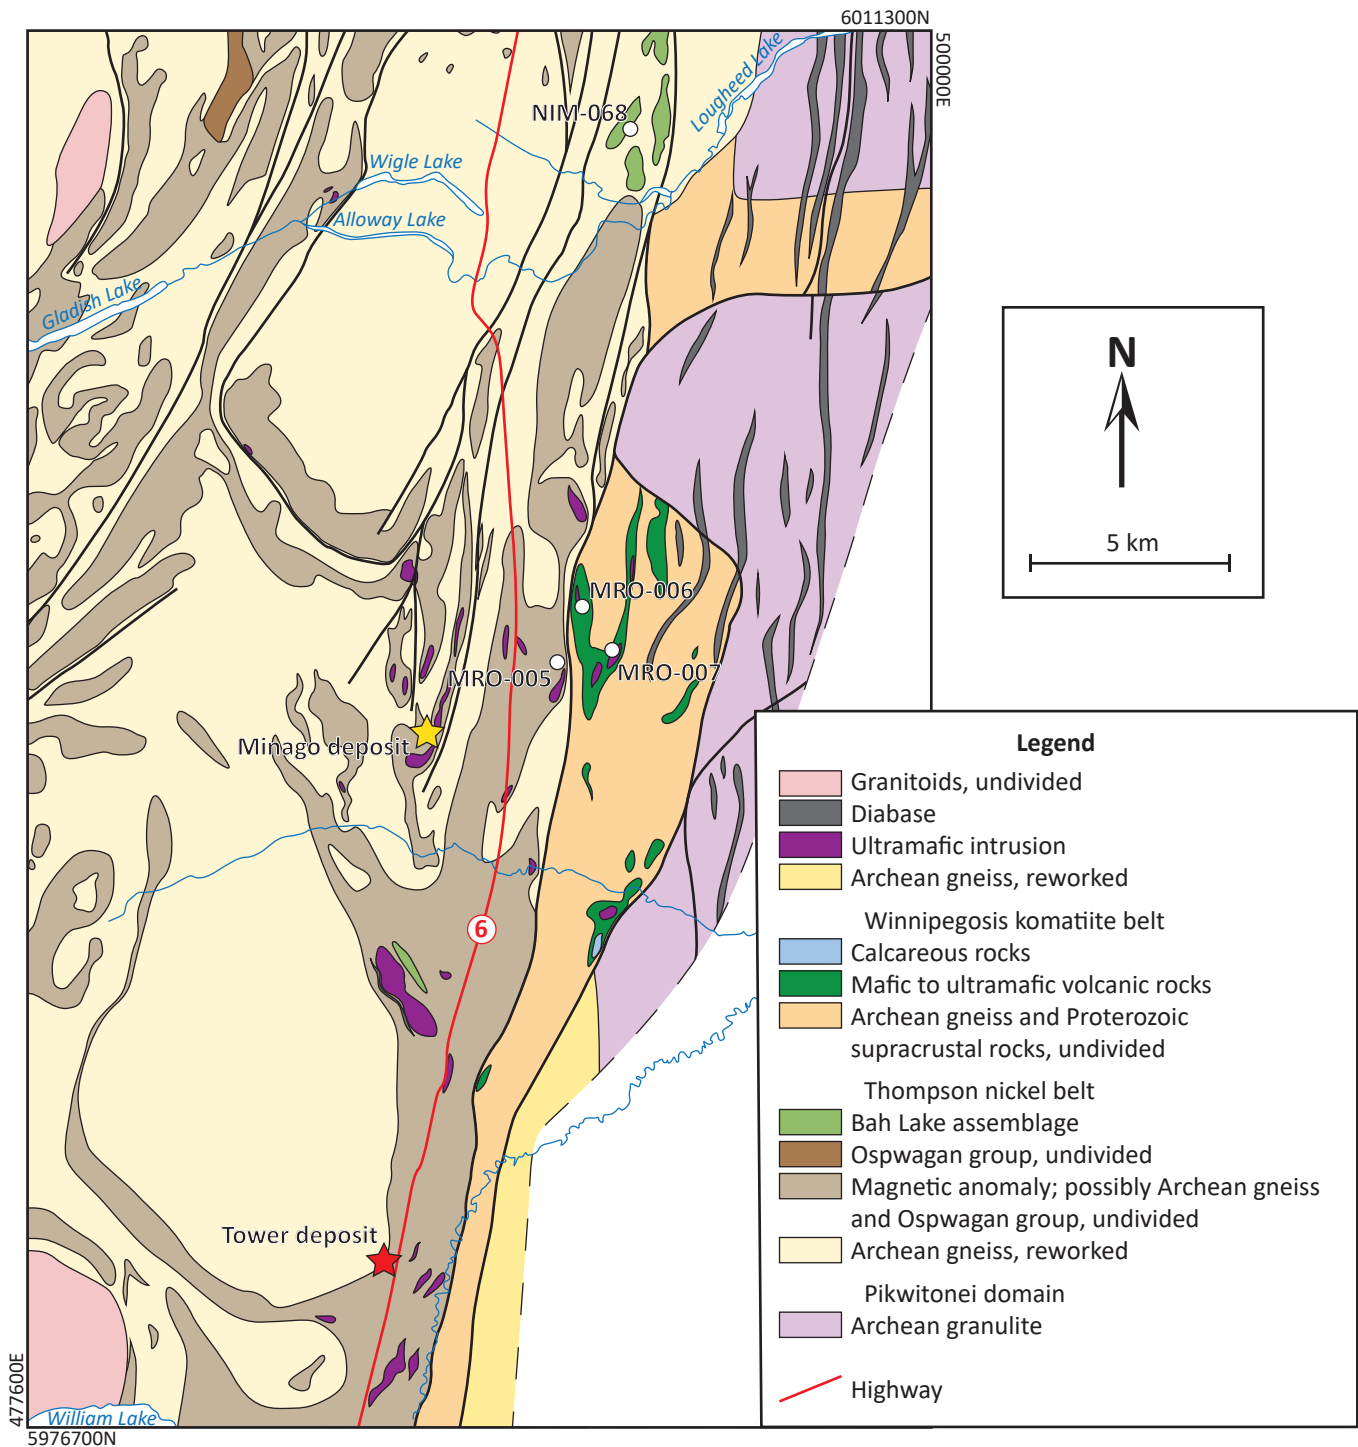 6011300N
500000E
Lougheed Lake
NIM-068
Wigle Lake
Alloway Lake
Gladish Lake
N
5 km
MRO-006
MRO-005
MRO-007
Minago deposit
6
Tower deposit
William Lake
477600E
5976700N
Legend
Granitoids, undivided
Diabase
Ultramafic intrusion
Archean gneiss, reworked
Winnipegosis komatiite belt
Calcareous rocks
Mafic to ultramafic volcanic rocks
Archean gneiss and Proterozoic
supracrustal rocks, undivided
Thompson nickel belt
Bah Lake assemblage
Ospwagan group, undivided
Magnetic anomaly; possibly Archean gneiss
and Ospwagan group, undivided
Archean gneiss, reworked
Pikwitonei domain
Archean granulite
Highway